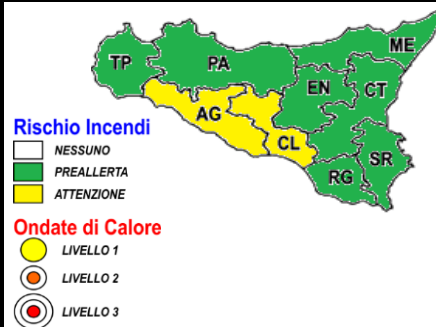 ME
TP
PA
EN
CT
AG
CL
SR
RG
Rischio Incendi
NESSUNO
PREALLERTA
ATTENZIONE
Ondate di Calore
LIVELLO 1
LIVELLO 2
LIVELLO 3